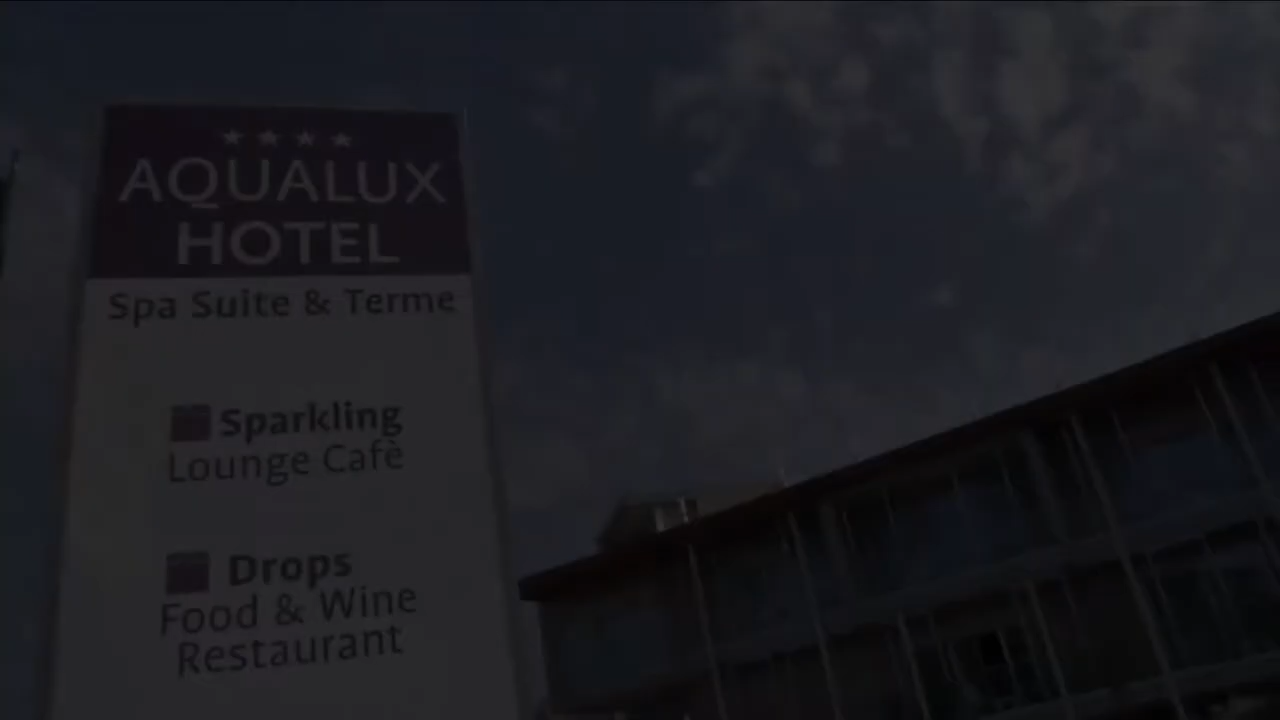 AQUALUX
HOTEL
Spa Suite & Terme
Sparkling
Lounge Cafè
Drops
Food & Wine
Restaurant